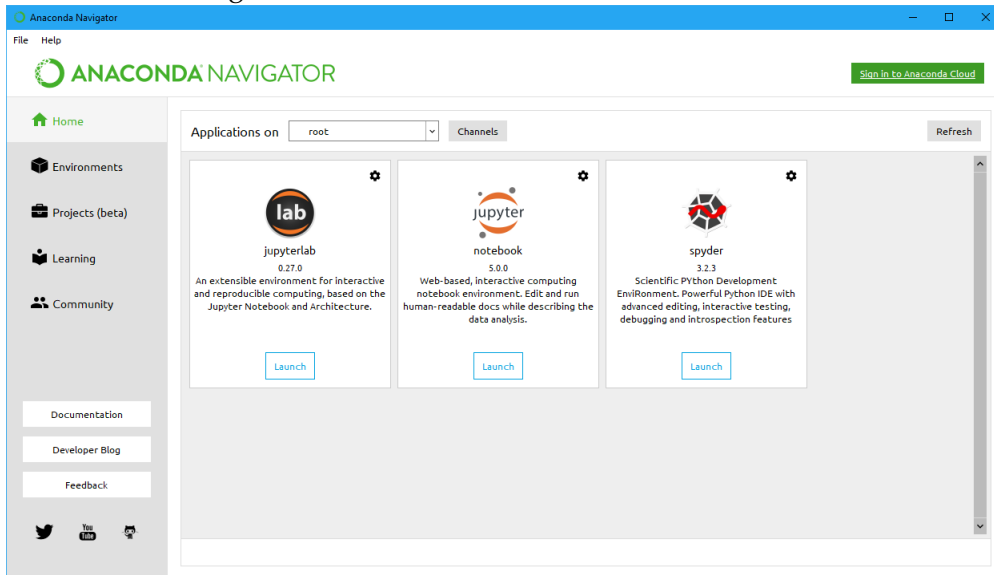 Anaconda Navigator
File Help
ANACONDA NAVIGATOR
Sign in to Anaconda Cloud
Home
Environments
Projects (beta)
Learning
Community
Documentation
Developer Blog
Feedback
You
Tube
Applications on root Channels Refresh
lab
jupyterlab
0.27.0
An extensible environment for interactive
and reproducible computing, based on the
Jupyter Notebook and Architecture.
Launch
jupyter
notebook
5.0.0
Web-based, interactive computing
notebook environment. Edit and run
human-readable docs while describing the
data analysis.
Launch
spyder
3.2.3
Scientific PYthon Development
EnviRonment. Powerful Python IDE with
advanced editing, interactive testing,
debugging and introspection features
Launch